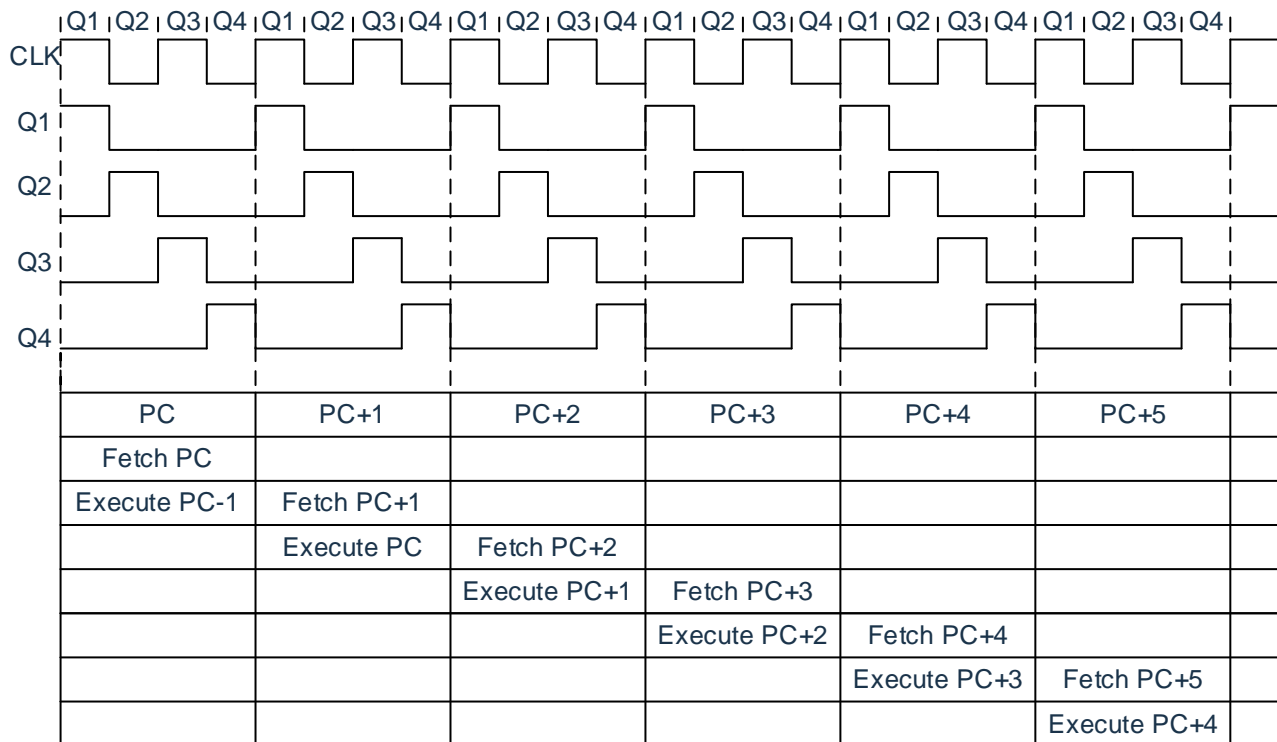 Q1 Q2 Q3 Q4 Q1 Q2 Q3 Q4 Q1 Q2 Q3 Q4 Q1 Q2 Q3 Q4 Q1 Q2 Q3 Q4 Q1 Q2 Q3 Q4
CLK
Q1
Q2
Q3
Q4
PC PC+1 PC+2 PC+3 PC+4 PC+5
Fetch PC
Execute PC-1 Fetch PC+1
Execute PC Fetch PC+2
Execute PC+1 Fetch PC+3
Execute PC+2 Fetch PC+4
Execute PC+3 Fetch PC+5
Execute PC+4